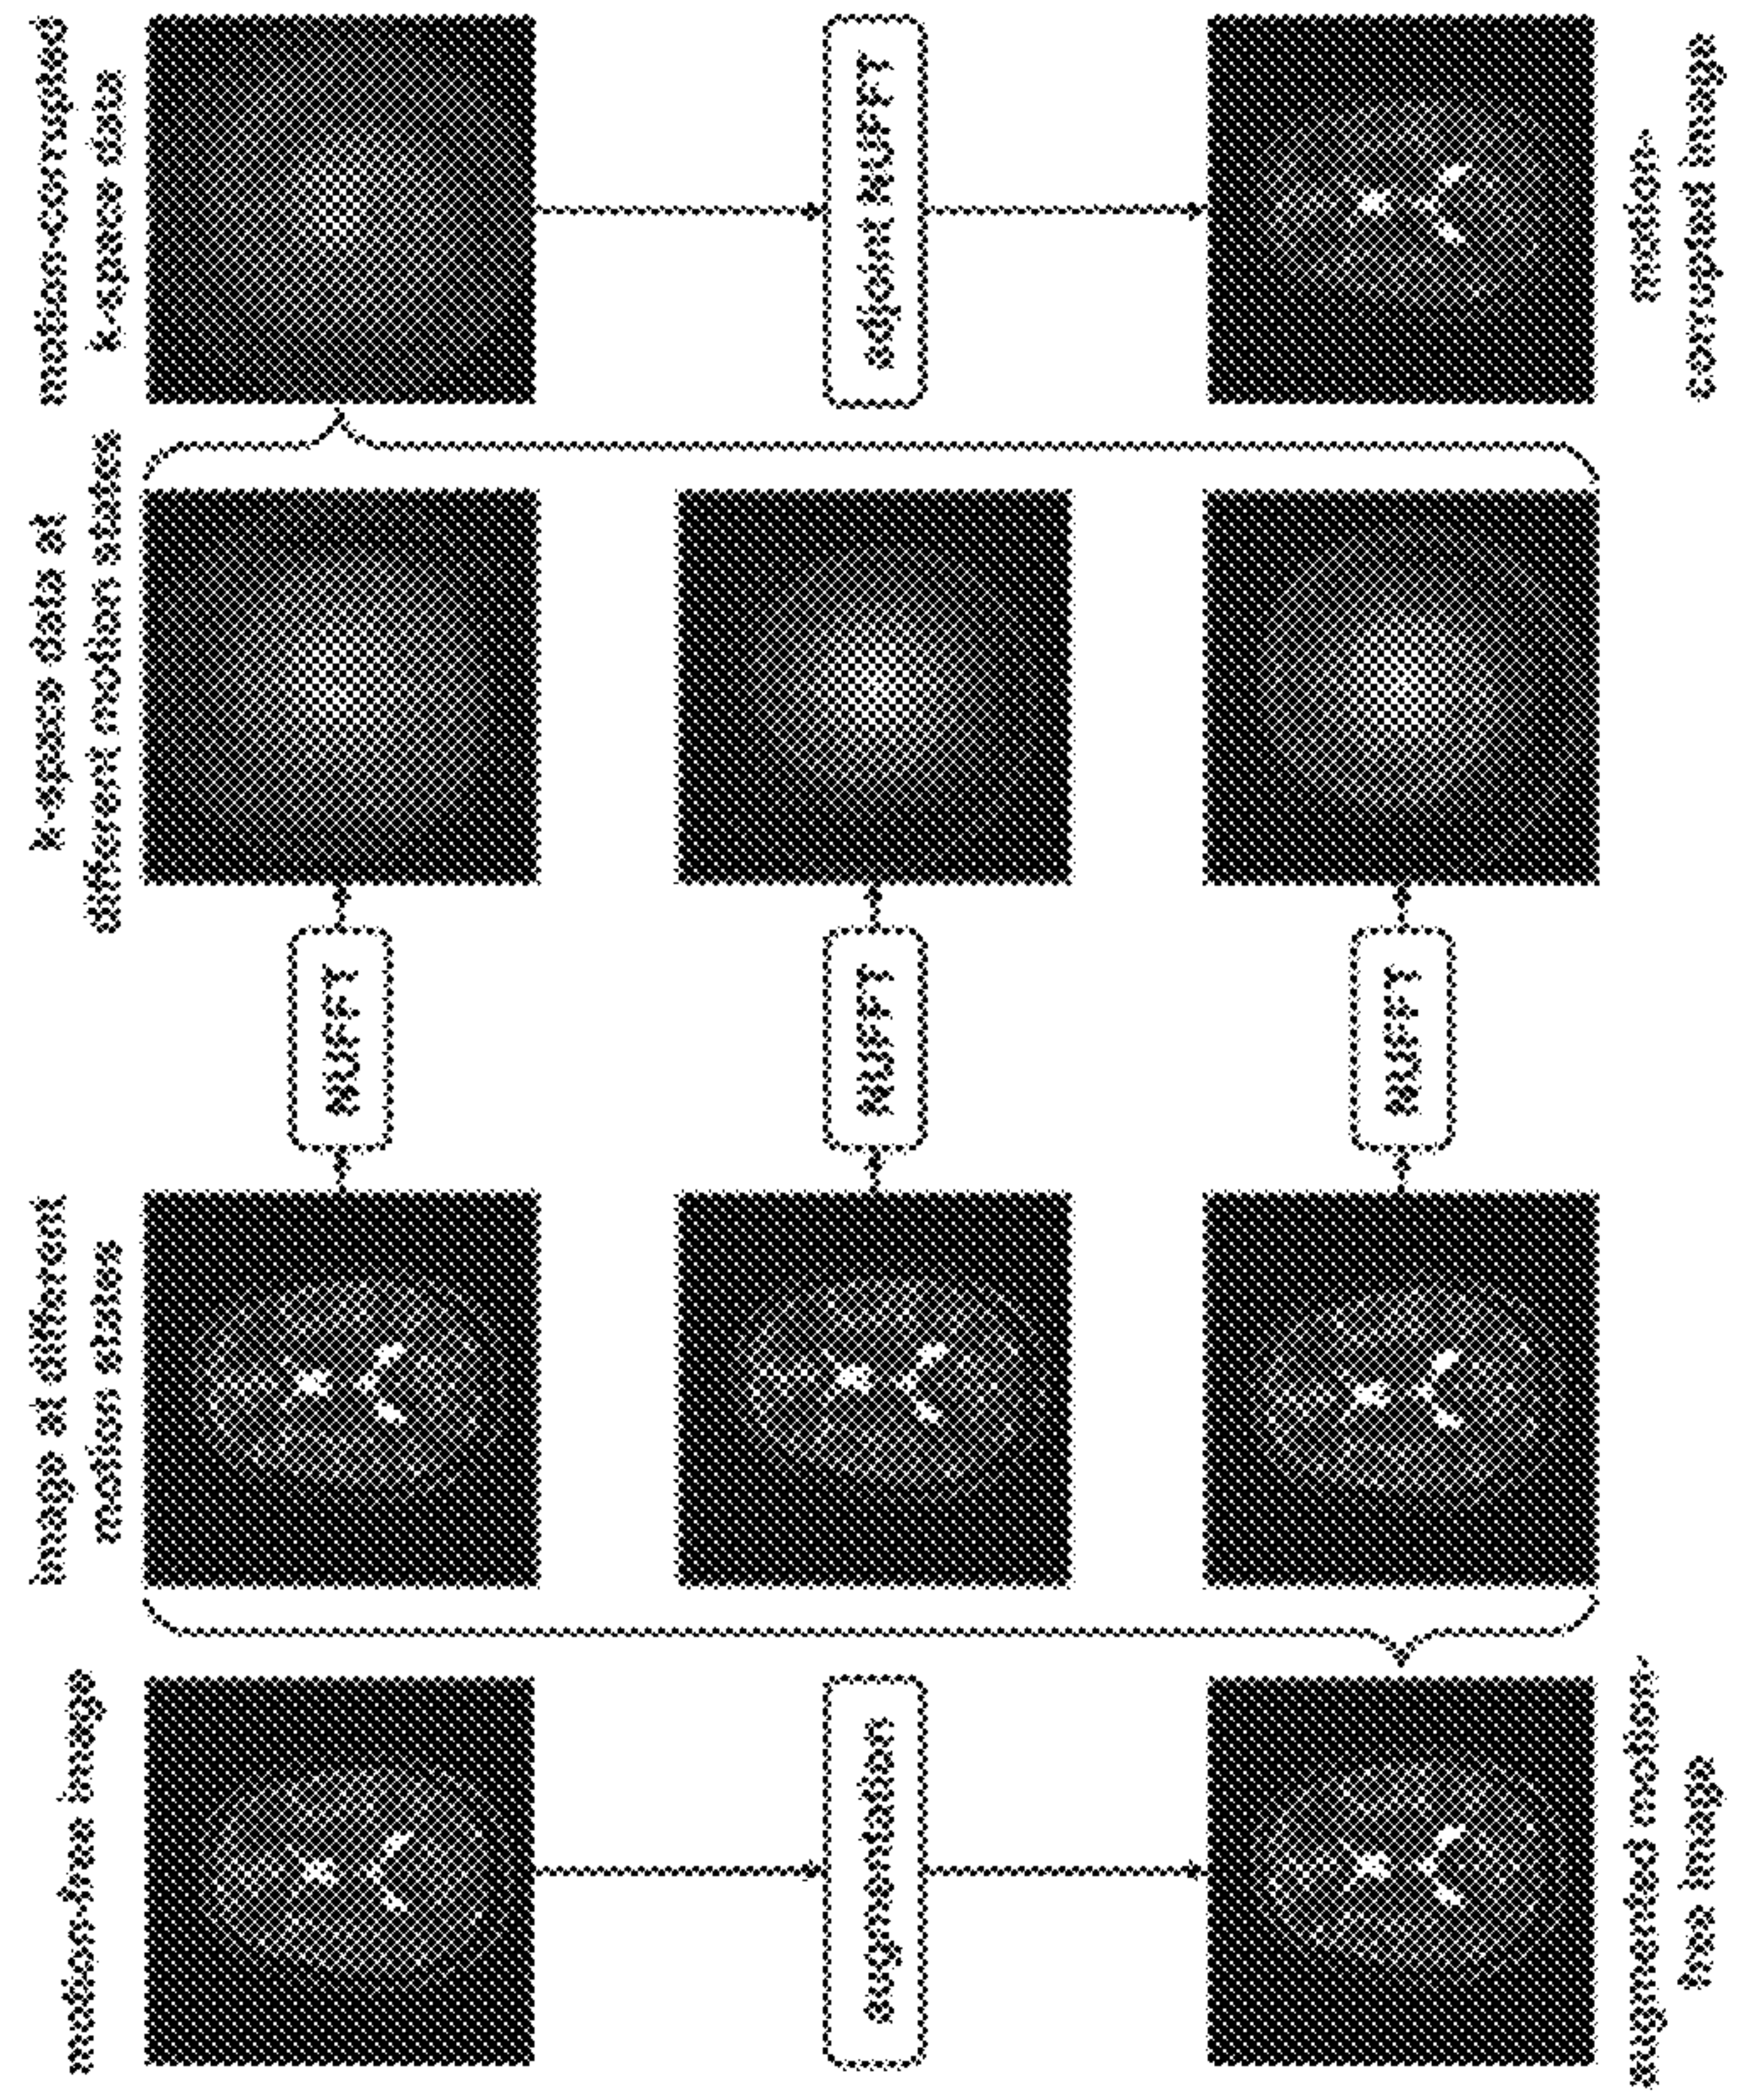 motion-free image
augmentation
augmented motion-
free image
image at different
motion states
NUFFT
NUFFT
NUFFT
k-space data at
different motion states
motion-corrupted
k-space data
adjoint NUFFT
motion-
corrupted image